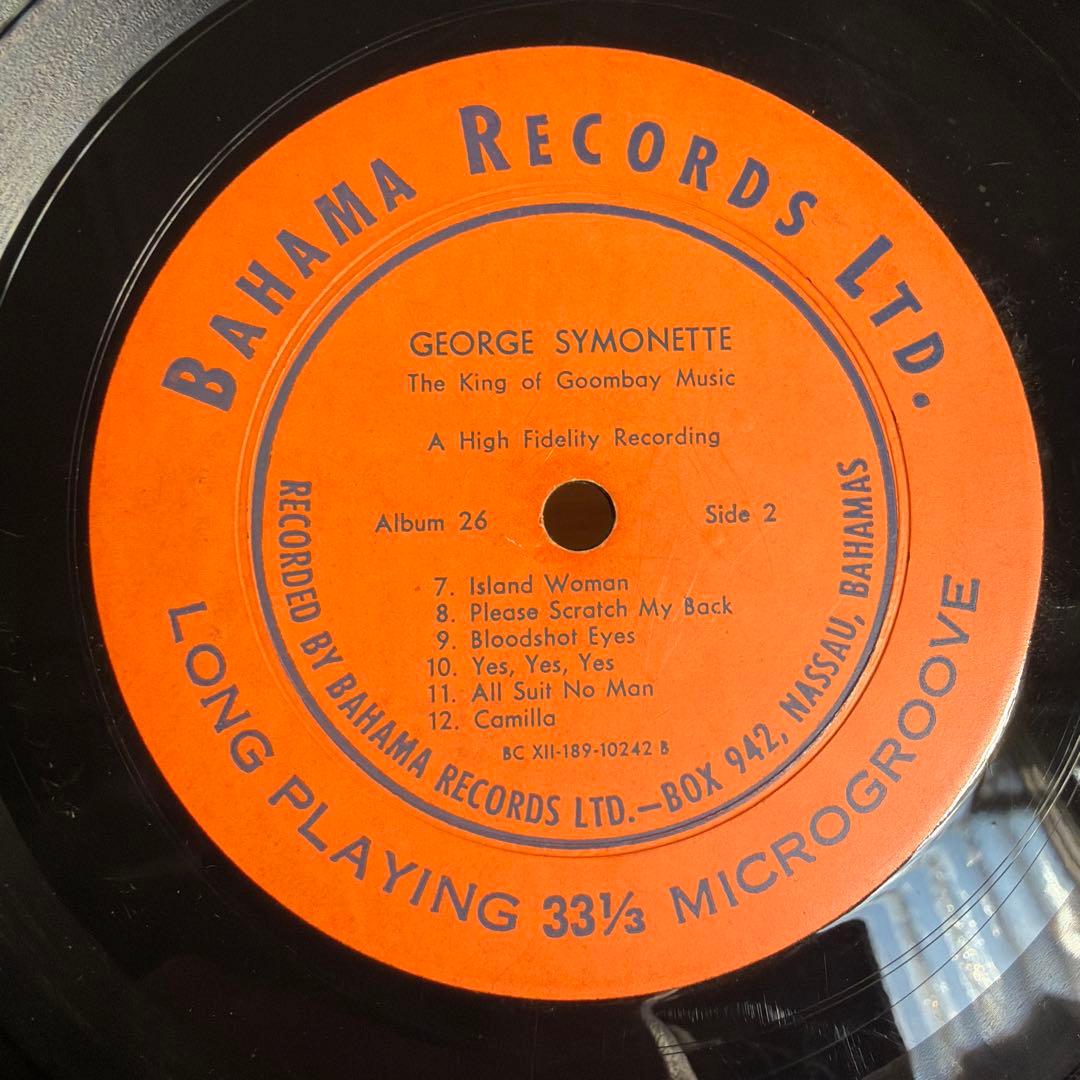 BAHAMA RECORDS LTD.
GEORGE SYMONETTE
The King of Goombay Music
A High Fidelity Recording
Album 26
Side 2
7. Island Woman
8. Please Scratch My Back
9. Bloodshot Eyes
10. Yes, Yes, Yes
11. All Suit No Man
12. Camilla
BC XII-189-10242 B
RECORDED BY BAHAMA RECORDS LTD.—BOX 942, NASSAU, BAHAMAS
LONG PLAYING 33⅓ MICROGROOVE